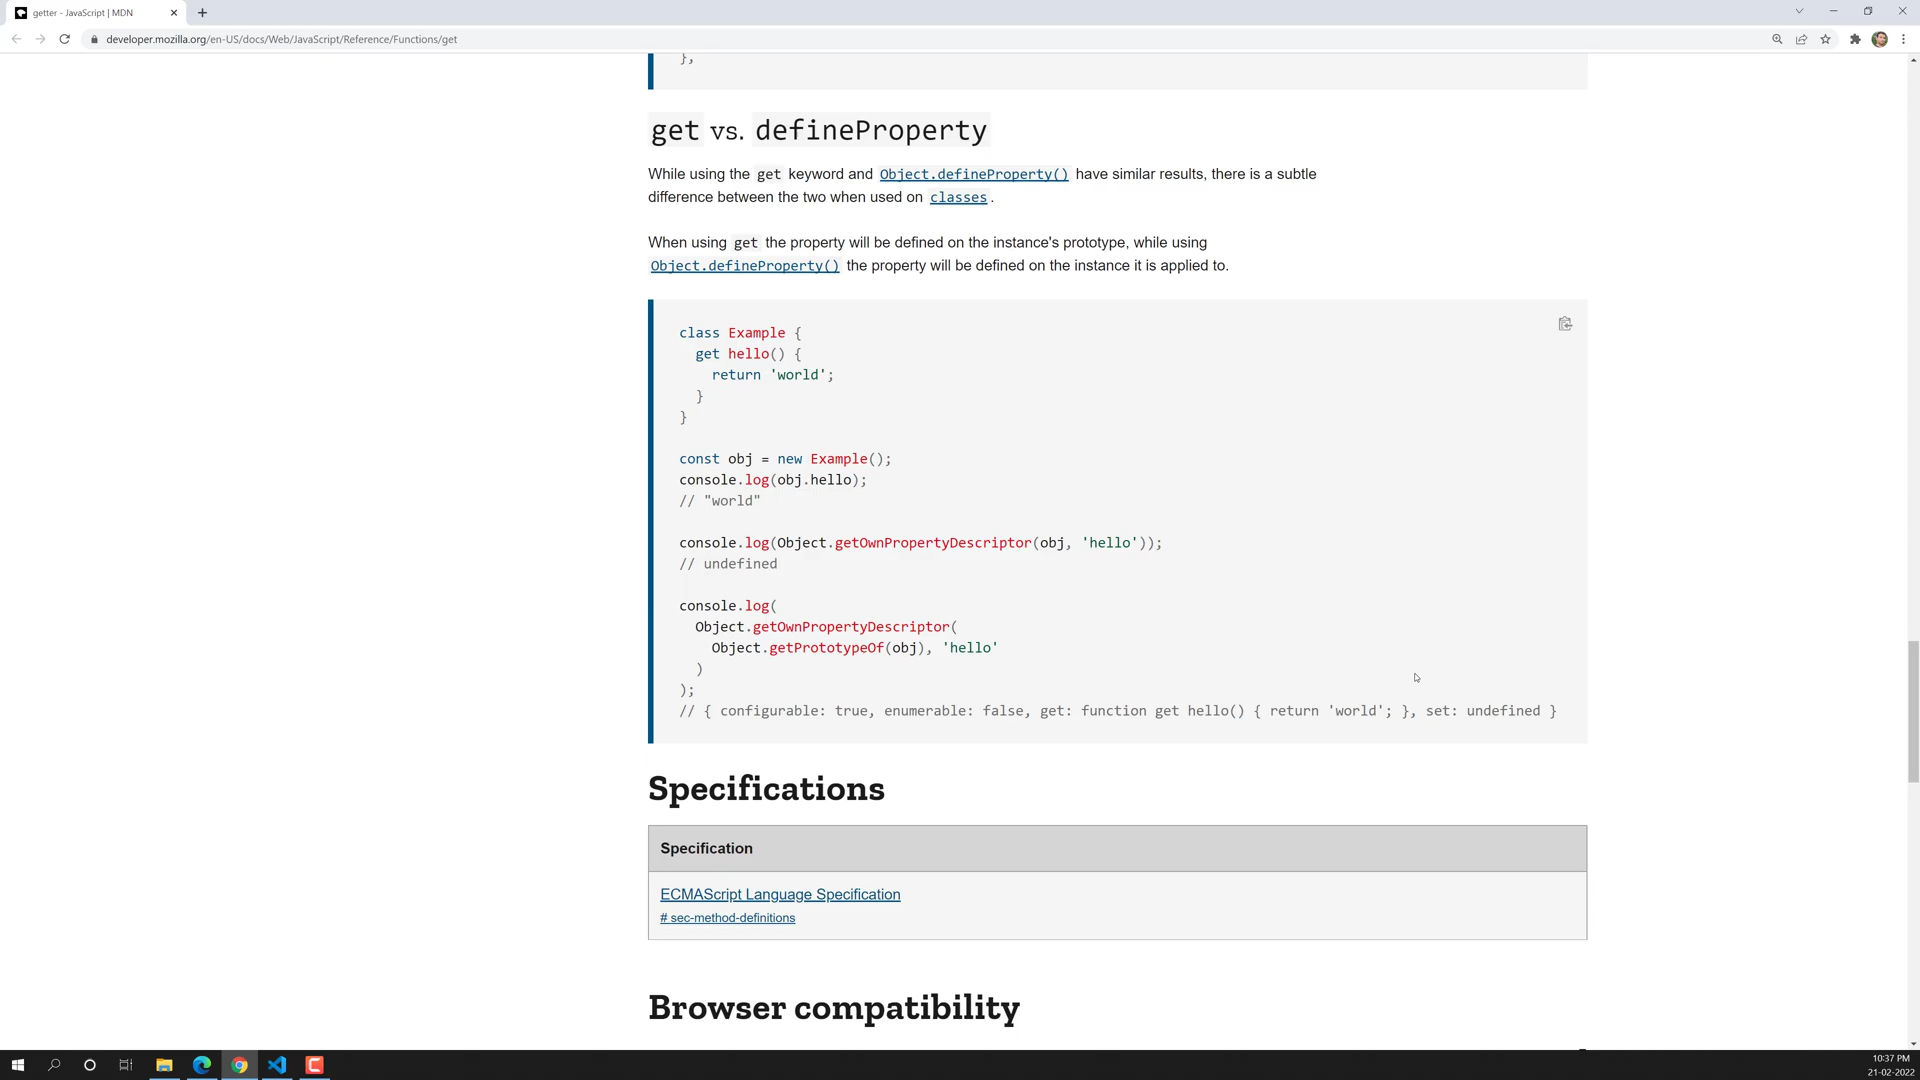 getter - JavaScript | MDN
developer.mozilla.org/en-US/docs/Web/JavaScript/Reference/Functions/get
},
get vs. defineProperty
While using the get keyword and Object.defineProperty() have similar results, there is a subtle
difference between the two when used on classes.
When using get the property will be defined on the instance's prototype, while using
Object.defineProperty() the property will be defined on the instance it is applied to.
class Example {
  get hello() {
    return 'world';
  }
}
const obj = new Example();
console.log(obj.hello);
// "world"
console.log(Object.getOwnPropertyDescriptor(obj, 'hello'));
// undefined
console.log(
  Object.getOwnPropertyDescriptor(
    Object.getPrototypeOf(obj), 'hello'
  )
);
// { configurable: true, enumerable: false, get: function get hello() { return 'world'; }, set: undefined }
Specifications
Specification
ECMAScript Language Specification
# sec-method-definitions
Browser compatibility
10:37 PM
21-02-2022